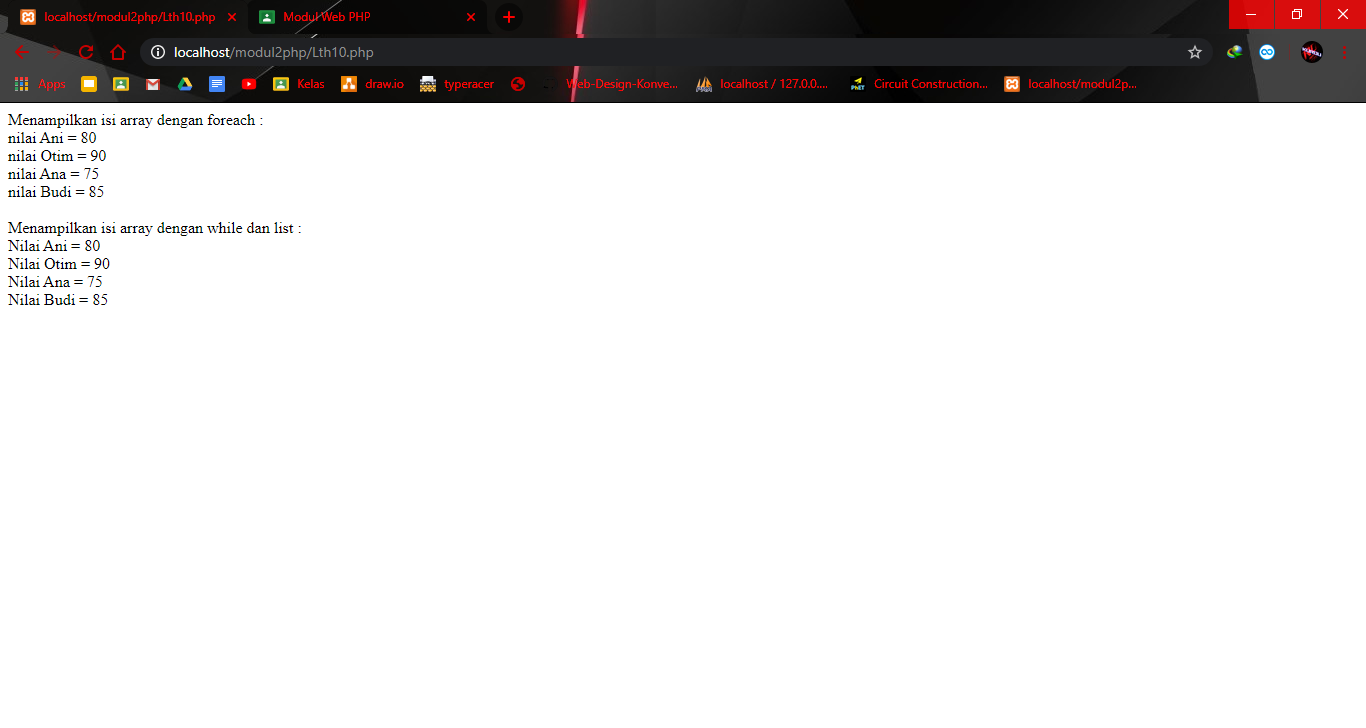 localhost/modul2php/Lth10.php
Modul Web PHP
localhost/modul2php/Lth10.php
Apps
Kelas
draw.io
typeracer
Web-Design-Konve...
localhost / 127.0.0....
Circuit Construction...
localhost/modul2p...
Menampilkan isi array dengan foreach :
nilai Ani = 80
nilai Otim = 90
nilai Ana = 75
nilai Budi = 85
Menampilkan isi array dengan while dan list :
Nilai Ani = 80
Nilai Otim = 90
Nilai Ana = 75
Nilai Budi = 85